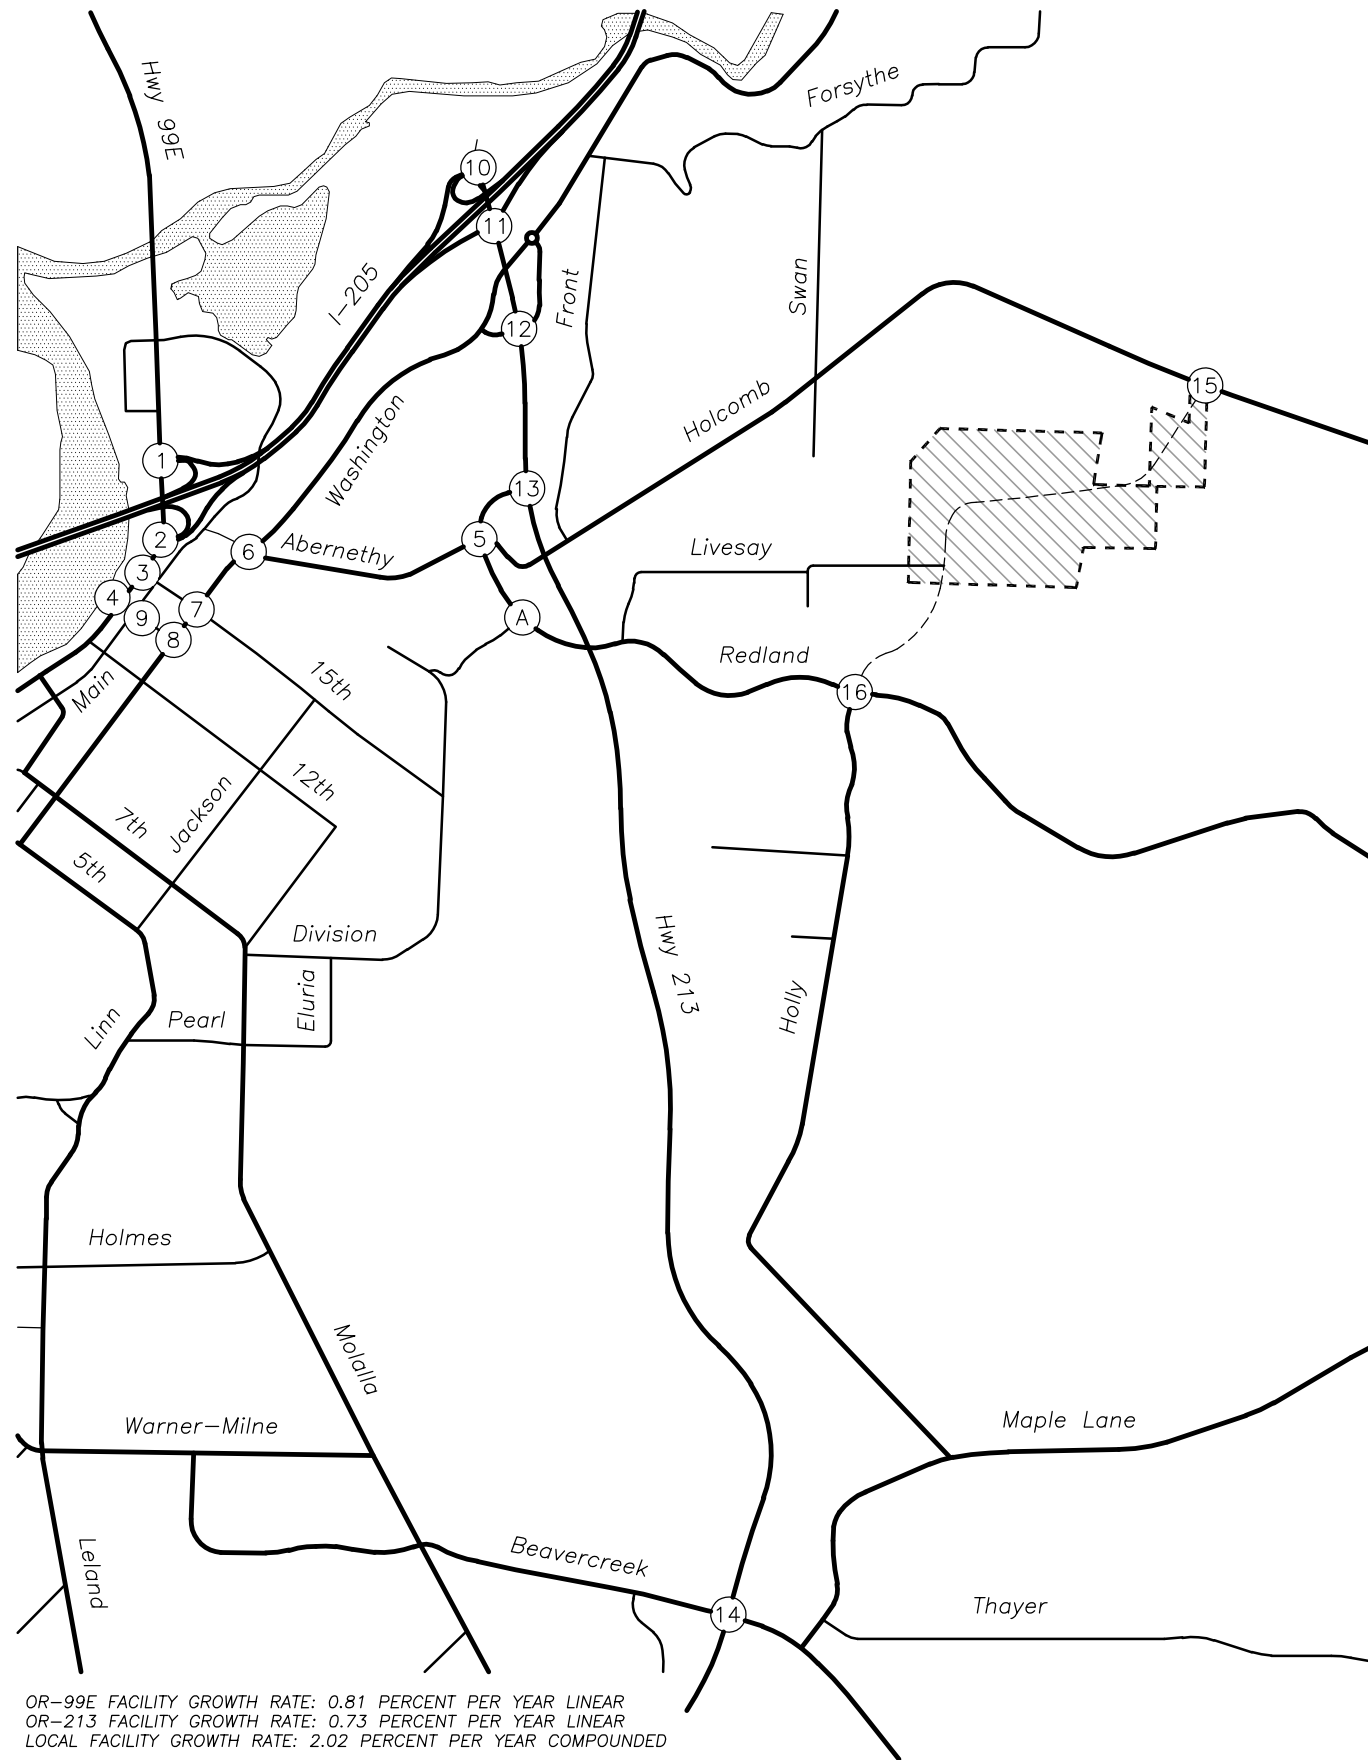 Forsythe
Hwy 99E
10
11
I-205
Front
Swan
12
15
Holcomb
Washington
1
13
2
5
6
Abernethy
Livesay
3
4
9
7
8
A
15th
Redland
16
Main
12th
7th
Jackson
5th
Division
Hwy 213
Eluria
Holly
Linn
Pearl
Holmes
Molalla
Warner-Milne
Maple Lane
Leland
Beavercreek
14
Thayer
OR-99E FACILITY GROWTH RATE: 0.81 PERCENT PER YEAR LINEAR
OR-213 FACILITY GROWTH RATE: 0.73 PERCENT PER YEAR LINEAR
LOCAL FACILITY GROWTH RATE: 2.02 PERCENT PER YEAR COMPOUNDED